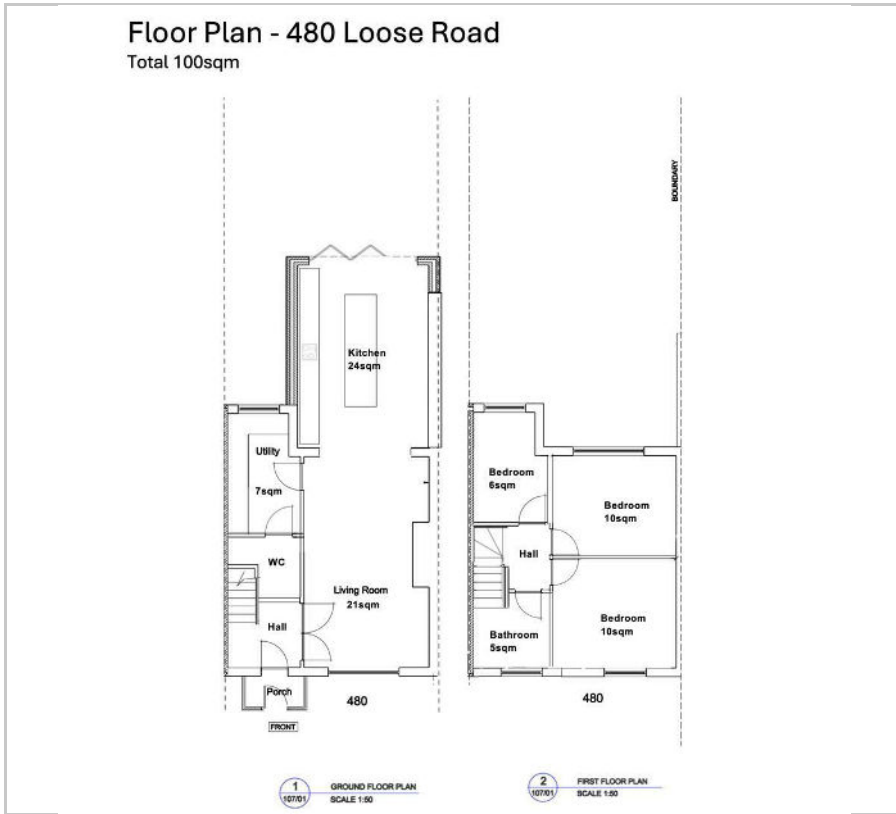 Floor Plan - 480 Loose Road
Total 100sqm
BOUNDARY
Kitchen
24sqm
Utility
7sqm
WC
Living Room
21sqm
Hall
Porch
480
FRONT
Bedroom
6sqm
Bedroom
10sqm
Hall
Bedroom
10sqm
Bathroom
5sqm
480
1
107/01
GROUND FLOOR PLAN
SCALE 1:50
2
107/01
FIRST FLOOR PLAN
SCALE 1:50